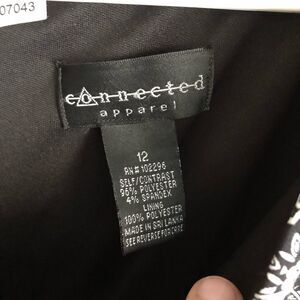 07043
connected
apparel
12
RN#102296
SELF/CONTRAST
96% POLYESTER
4% SPANDEX
LINING
100% POLYESTER
MADE IN SRI LANKA
SEE REVERSE FOR CARE